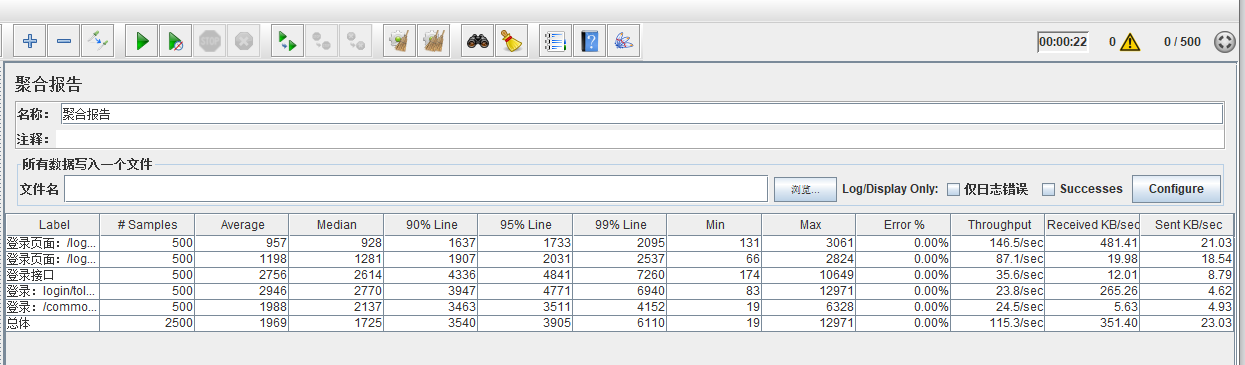 STOP
00:00:22 0 0 / 500
聚合报告
名称： 聚合报告
注释：
所有数据写入一个文件
文件名 浏览... Log/Display Only: 仅日志错误 Successes Configure
Label # Samples Average Median 90% Line 95% Line 99% Line Min Max Error % Throughput Received KB/sec Sent KB/sec
登录页面：/log... 500 957 928 1637 1733 2095 131 3061 0.00% 146.5/sec 481.41 21.03
登录页面：/log... 500 1198 1281 1907 2031 2537 66 2824 0.00% 87.1/sec 19.98 18.54
登录接口 500 2756 2614 4336 4841 7260 174 10649 0.00% 35.6/sec 12.01 8.79
登录：login/tol... 500 2946 2770 3947 4771 6940 83 12971 0.00% 23.8/sec 265.26 4.62
登录：/commo... 500 1988 2137 3463 3511 4152 19 6328 0.00% 24.5/sec 5.63 4.93
总体 2500 1969 1725 3540 3905 6110 19 12971 0.00% 115.3/sec 351.40 23.03